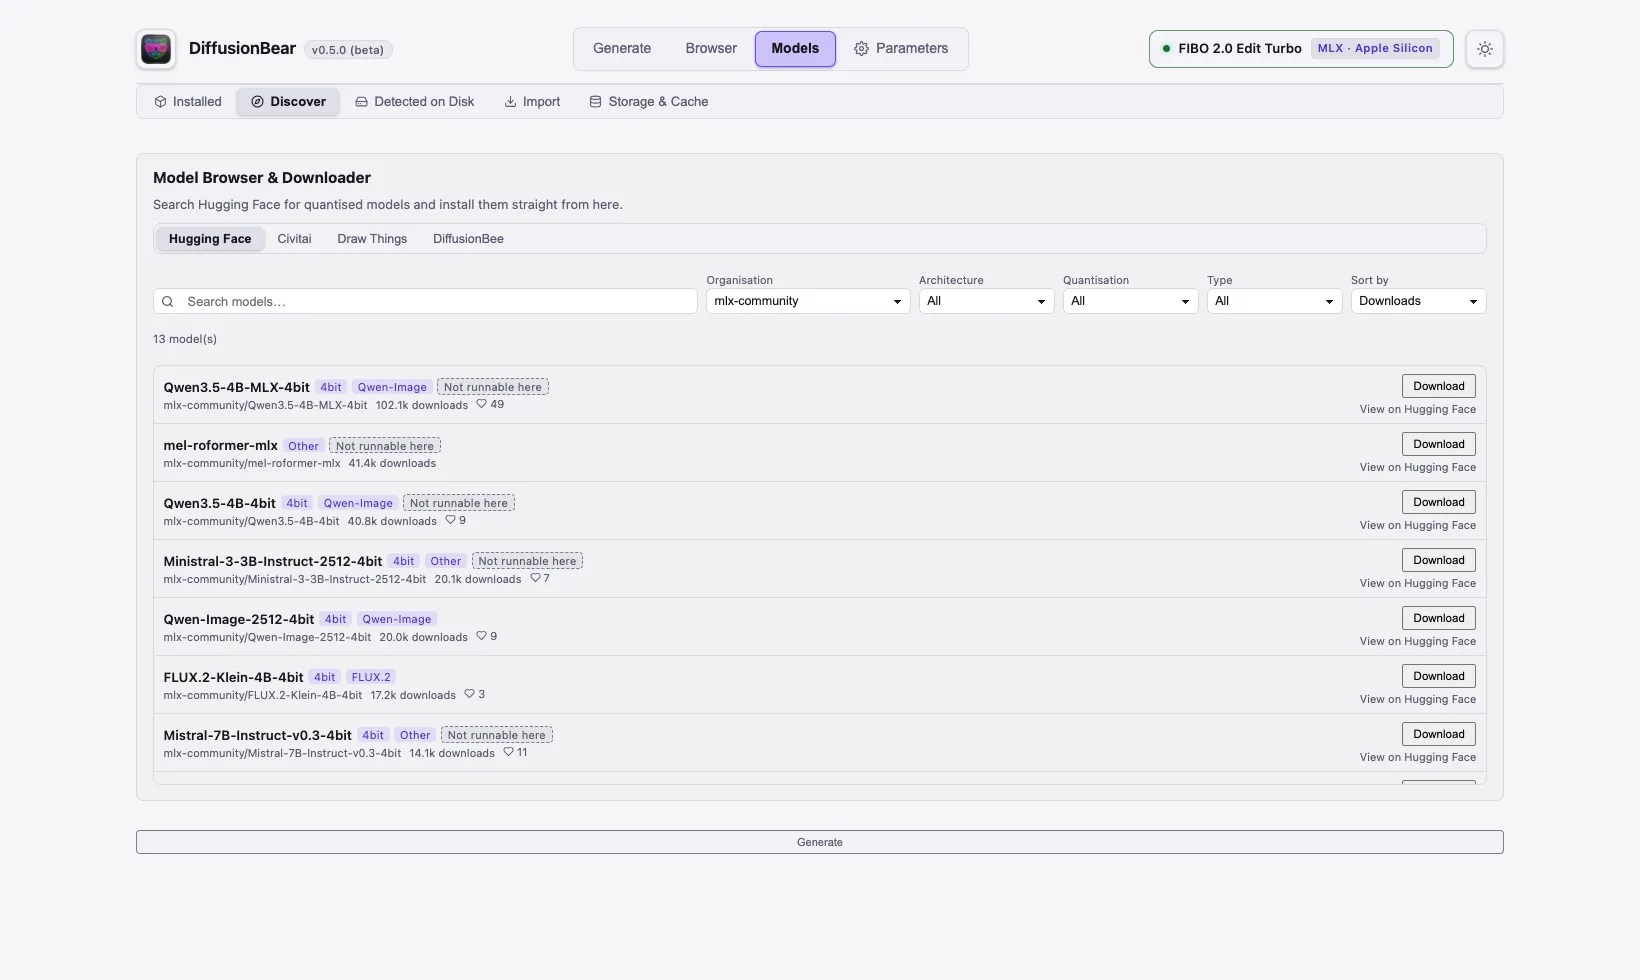 DiffusionBear v0.5.0 (beta)
Generate Browser Models Parameters
FIBO 2.0 Edit Turbo MLX · Apple Silicon
Installed Discover Detected on Disk Import Storage & Cache
Model Browser & Downloader
Search Hugging Face for quantised models and install them straight from here.
Hugging Face Civitai Draw Things DiffusionBee
Organisation Architecture Quantisation Type Sort by
Search models… mlx-community All All All Downloads
13 model(s)
Qwen3.5-4B-MLX-4bit 4bit Qwen-Image Not runnable here Download
mlx-community/Qwen3.5-4B-MLX-4bit 102.1k downloads ♡ 49 View on Hugging Face
mel-roformer-mlx Other Not runnable here Download
mlx-community/mel-roformer-mlx 41.4k downloads View on Hugging Face
Qwen3.5-4B-4bit 4bit Qwen-Image Not runnable here Download
mlx-community/Qwen3.5-4B-4bit 40.8k downloads ♡ 9 View on Hugging Face
Ministral-3-3B-Instruct-2512-4bit 4bit Other Not runnable here Download
mlx-community/Ministral-3-3B-Instruct-2512-4bit 20.1k downloads ♡ 7 View on Hugging Face
Qwen-Image-2512-4bit 4bit Qwen-Image Download
mlx-community/Qwen-Image-2512-4bit 20.0k downloads ♡ 9 View on Hugging Face
FLUX.2-Klein-4B-4bit 4bit FLUX.2 Download
mlx-community/FLUX.2-Klein-4B-4bit 17.2k downloads ♡ 3 View on Hugging Face
Mistral-7B-Instruct-v0.3-4bit 4bit Other Not runnable here Download
mlx-community/Mistral-7B-Instruct-v0.3-4bit 14.1k downloads ♡ 11 View on Hugging Face
Generate